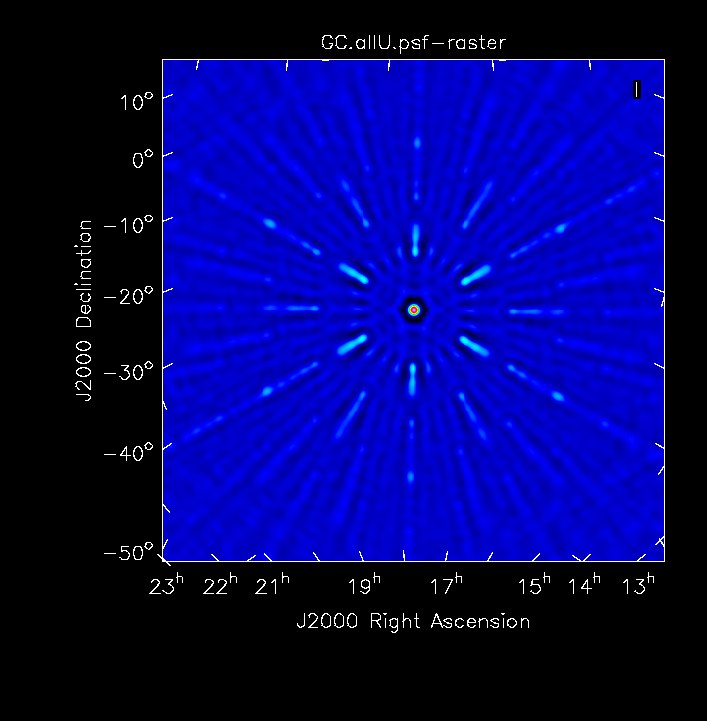 GC.allU.psf-raster
I
10°
0°
-10°
-20°
-30°
-40°
-50°
J2000 Declination
23h 22h 21h 19h 17h 15h 14h 13h
J2000 Right Ascension